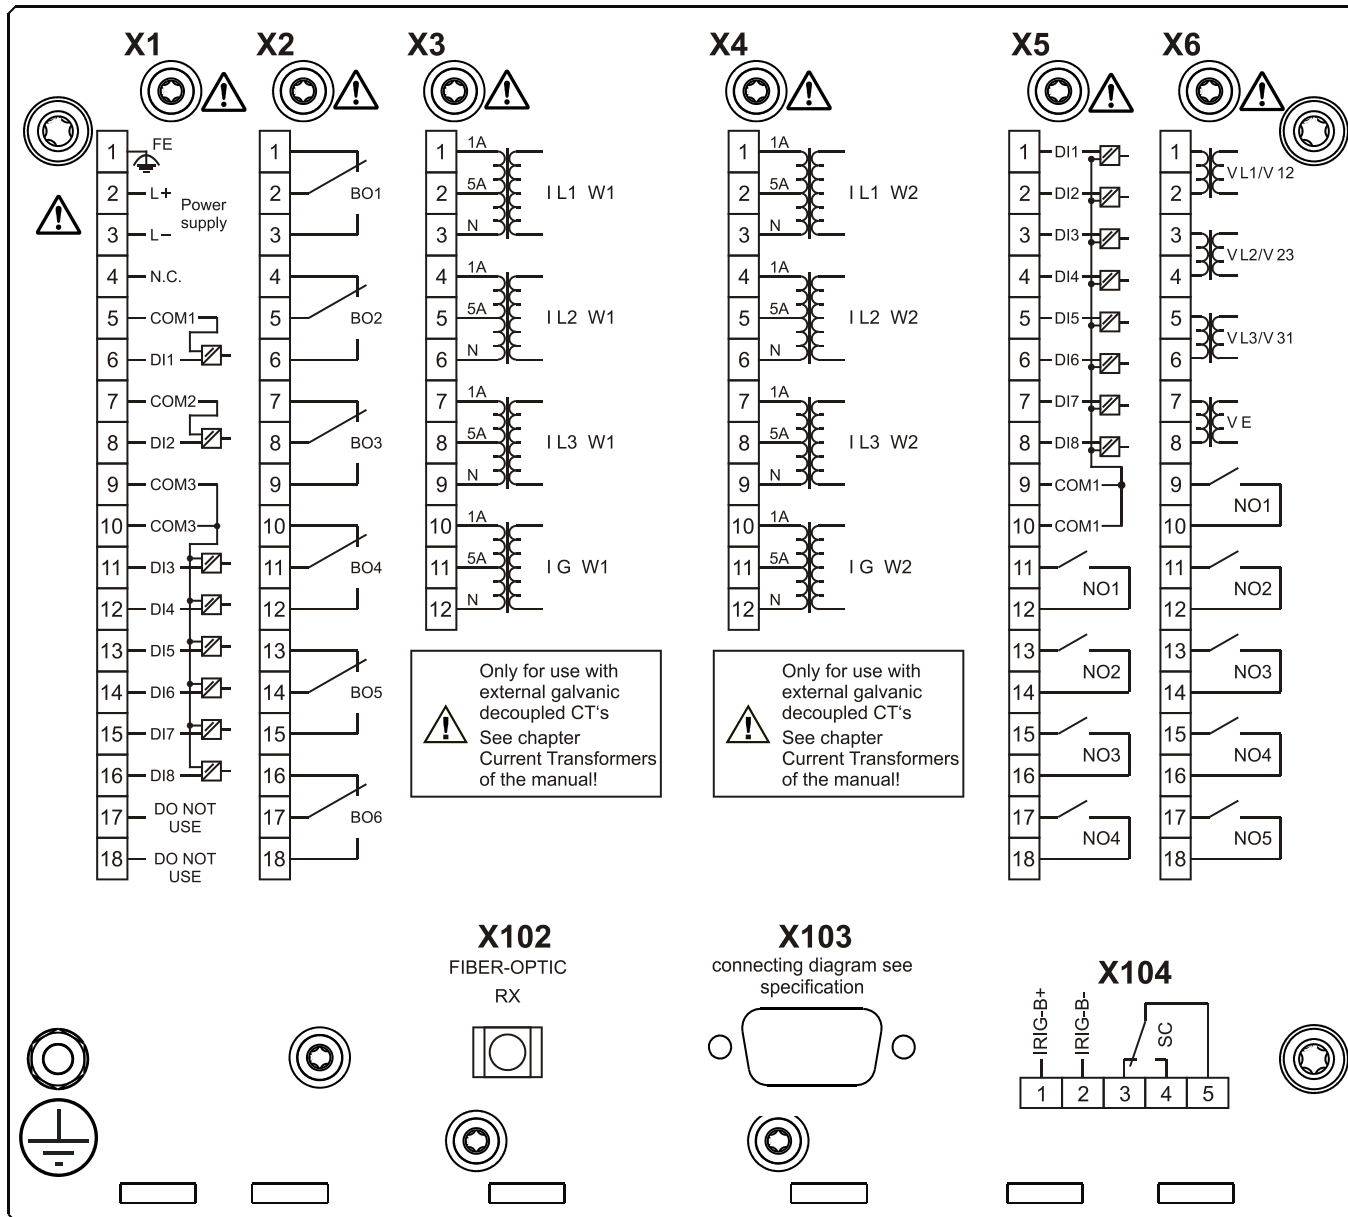 X1
X2
X3
X4
X5
X6
1 FE
2 L+
Power
supply
3 L−
4 N.C.
5 COM1
6 DI1
7 COM2
8 DI2
9 COM3
10 COM3
11 DI3
12 DI4
13 DI5
14 DI6
15 DI7
16 DI8
17 DO NOT
USE
18 DO NOT
USE
1
2 BO1
3
4
5 BO2
6
7
8 BO3
9
10
11 BO4
12
13
14 BO5
15
16
17 BO6
18
1 1A
2 5A I L1 W1
3 N
4 1A
5 5A I L2 W1
6 N
7 1A
8 5A I L3 W1
9 N
10 1A
11 5A I G W1
12 N
Only for use with
external galvanic
decoupled CT‘s
See chapter
Current Transformers
of the manual!
1 1A
2 5A I L1 W2
3 N
4 1A
5 5A I L2 W2
6 N
7 1A
8 5A I L3 W2
9 N
10 1A
11 5A I G W2
12 N
Only for use with
external galvanic
decoupled CT‘s
See chapter
Current Transformers
of the manual!
1 DI1
2 DI2
3 DI3
4 DI4
5 DI5
6 DI6
7 DI7
8 DI8
9 COM1
10 COM1
11
NO1
12
13
NO2
14
15
NO3
16
17
NO4
18
1
V L1/V 12
2
3
V L2/V 23
4
5
V L3/V 31
6
7
V E
8
9
NO1
10
11
NO2
12
13
NO3
14
15
NO4
16
17
NO5
18
X102
FIBER-OPTIC
RX
X103
connecting diagram see
specification
X104
IRIG-B+
IRIG-B-
SC
1 2 3 4 5